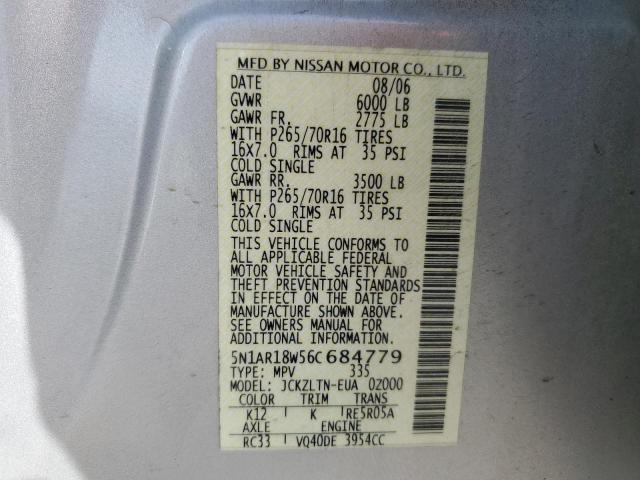 MFD BY NISSAN MOTOR CO., LTD.
DATE 08/06
GVWR 6000 LB
GAWR FR. 2775 LB
WITH P265/70R16 TIRES
16X7.0 RIMS AT 35 PSI
COLD SINGLE
GAWR RR. 3500 LB
WITH P265/70R16 TIRES
16X7.0 RIMS AT 35 PSI
COLD SINGLE
THIS VEHICLE CONFORMS TO
ALL APPLICABLE FEDERAL
MOTOR VEHICLE SAFETY AND
THEFT PREVENTION STANDARDS
IN EFFECT ON THE DATE OF
MANUFACTURE SHOWN ABOVE.
SEE OWNERS MANUAL FOR
ADDITIONAL INFORMATION.
5N1AR18W56C684779
TYPE: MPV 335
MODEL: JCKZLTN-EUA 0Z000
COLOR TRIM TRANS
K12 K RE5R05A
AXLE ENGINE
RC33 VQ40DE 3954CC